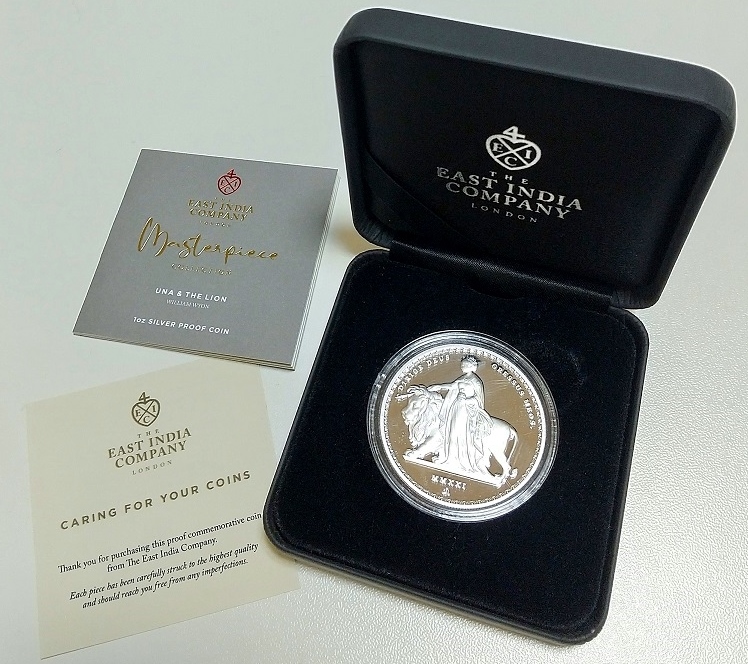 4
E I
C
THE
EAST INDIA
COMPANY
LONDON
E I
C
THE
EAST INDIA
COMPANY
LONDON
Masterpiece
COLLECTION
UNA & THE LION
WILLIAM WYON
1oz SILVER PROOF COIN
DIRIGE DEUS GRESSUS MEOS.
MMXXI
4
E I
C
THE
EAST INDIA
COMPANY
LONDON
CARING FOR YOUR COINS
Thank you for purchasing this proof commemorative coin
from The East India Company.
Each piece has been carefully struck to the highest quality
and should reach you free from any imperfections.